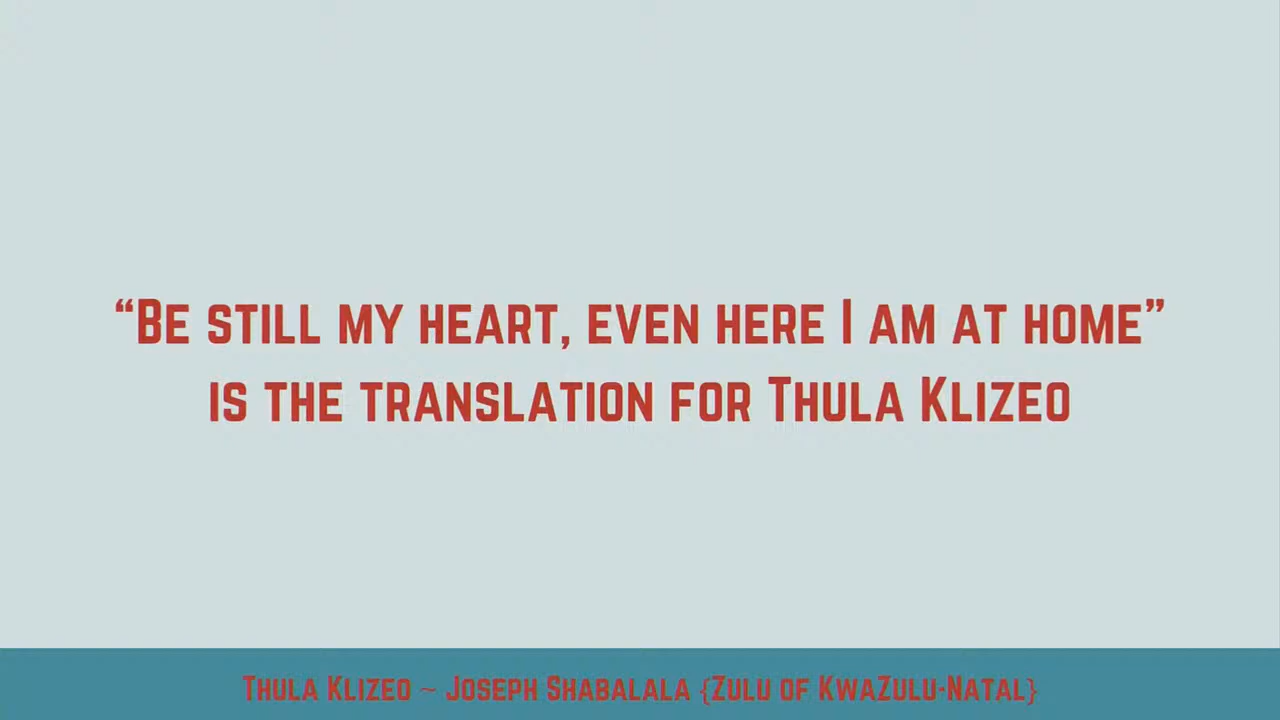 “Be still my heart, even here I am at home”
is the translation for Thula Klizeo
Thula Klizeo ~ Joseph Shabalala {Zulu of KwaZulu-Natal}